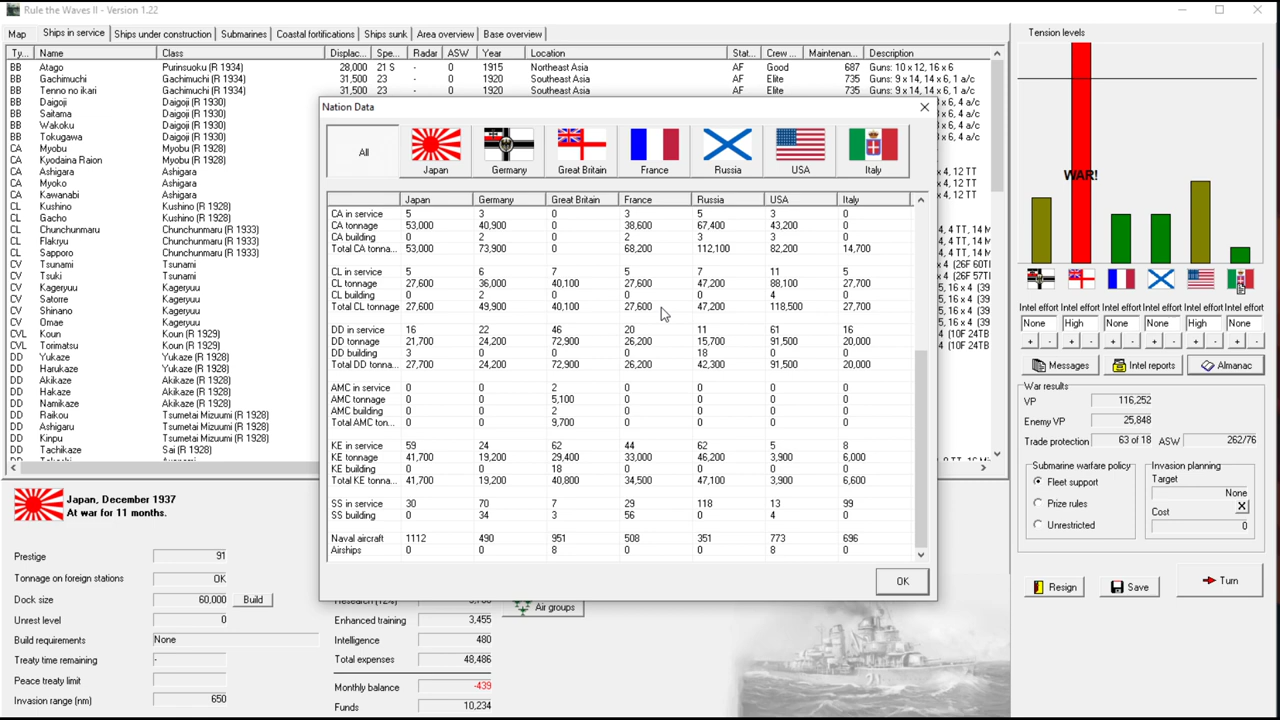 Rule the Waves II - Version 1.22
Map Ships in service Ships under construction Submarines Coastal fortifications Ships sunk Area overview Base overview
Ty... Name Class Displac... Spe... Radar ASW Year Location Stat... Crew ... Maintenan... Description
BB Atago Purinsuoku (R 1934) 28,000 21 S - 0 1915 Northeast Asia AF Good 687 Guns: 10 x 12, 16 x 6
BB Gachimuchi Gachimuchi (R 1934) 31,500 - 0 1920 Southeast Asia AF Elite 735 Guns: 9 x 14, 14 x 6, 1 a/c
BB Tenno no ikari Gachimuchi (R 1934) 31,500 - 0 1920 Southeast Asia AF Elite 735 Guns: 9 x 14, 14 x 6, 1 a/c
BB Daigoji Daigoji (R 1930)
BB Saitama Daigoji (R 1930)
BB Wakoku Daigoji (R 1930)
BB Tokugawa Daigoji (R 1930)
CA Myobu Myobu (R 1928)
CA Kyodaina Raion Myobu (R 1928)
CA Ashigara Ashigara
CA Myoko Ashigara
CA Kawanabi Ashigara
CL Kushino Kushino (R 1928)
CL Gacho Kushino (R 1928)
CL Chunchunmaru Chunchunmaru (R 1933)
CL Flakryu Chunchunmaru (R 1933)
CL Sapporo Chunchunmaru (R 1933)
CV Tsunami Tsunami
CV Tsuki Tsunami
CV Kageryuu Kageryuu
CV Satorre Kageryuu
CV Shinano Kageryuu
CV Omae Kageryuu
CVL Koun Koun (R 1929)
CVL Torimatsu Koun (R 1929)
DD Yukaze Yukaze (R 1928)
DD Harukaze Yukaze (R 1928)
DD Akikaze Akikaze (R 1928)
DD Hakaze Akikaze (R 1928)
DD Namikaze Akikaze (R 1928)
DD Raikou Tsumetai Mizuumi (R 1928)
DD Ashigaru Tsumetai Mizuumi (R 1928)
DD Kinpu Tsumetai Mizuumi (R 1928)
DD Tachikaze Sai (R 1928)
Nation Data
All Japan Germany Great Britain France Russia USA Italy
Japan Germany Great Britain France Russia USA Italy
CA in service 5 3 0 3 5 3 0
CA tonnage 53,000 40,900 0 38,600 67,400 43,200 0
CA building 0 2 0 2 3 3 0
Total CA tonna... 53,000 73,900 0 68,200 112,100 82,200 14,700
CL in service 5 6 7 5 7 11 5
CL tonnage 27,600 36,000 40,100 27,600 47,200 88,100 27,700
CL building 0 2 0 0 0 4 0
Total CL tonnage 27,600 49,900 40,100 27,600 47,200 118,500 27,700
DD in service 16 22 46 20 11 61 16
DD tonnage 21,700 24,200 72,900 26,200 15,700 91,500 20,000
DD building 3 0 0 0 18 0 0
Total DD tonna... 27,700 24,200 72,900 26,200 42,300 91,500 20,000
AMC in service 0 0 2 0 0 0 0
AMC tonnage 0 0 5,100 0 0 0 0
AMC building 0 0 2 0 0 0 0
Total AMC ton... 0 0 9,700 0 0 0 0
KE in service 59 24 62 44 62 5 8
KE tonnage 41,700 19,200 29,400 33,000 46,200 3,900 6,000
KE building 0 0 18 0 0 0 0
Total KE tonna... 41,700 19,200 40,800 34,500 47,100 3,900 6,600
SS in service 30 70 7 29 118 13 99
SS building 0 34 3 56 0 4 0
Naval aircraft 1112 490 951 508 351 773 696
Airships 0 0 8 0 0 8 0
OK
Japan, December 1937
At war for 11 months.
Prestige 91
Tonnage on foreign stations OK
Dock size 60,000 Build
Unrest level 0
Build requirements None
Treaty time remaining -
Peace treaty limit
Invasion range (nm) 650
Air groups
Enhanced training 3,455
Intelligence 480
Total expenses 48,486
Monthly balance -439
Funds 10,234
Tension levels
WAR!
Intel effort Intel effort Intel effort Intel effort Intel effort Intel effort
None High None None High None
+ - + - + - + - + - + -
Messages Intel reports Almanac
War results
VP 116,252
Enemy VP 25,848
Trade protection 63 of 18 ASW 262/76
Submarine warfare policy
Fleet support
Prize rules
Unrestricted
Invasion planning
Target
None
Cost X
0
Resign Save Turn